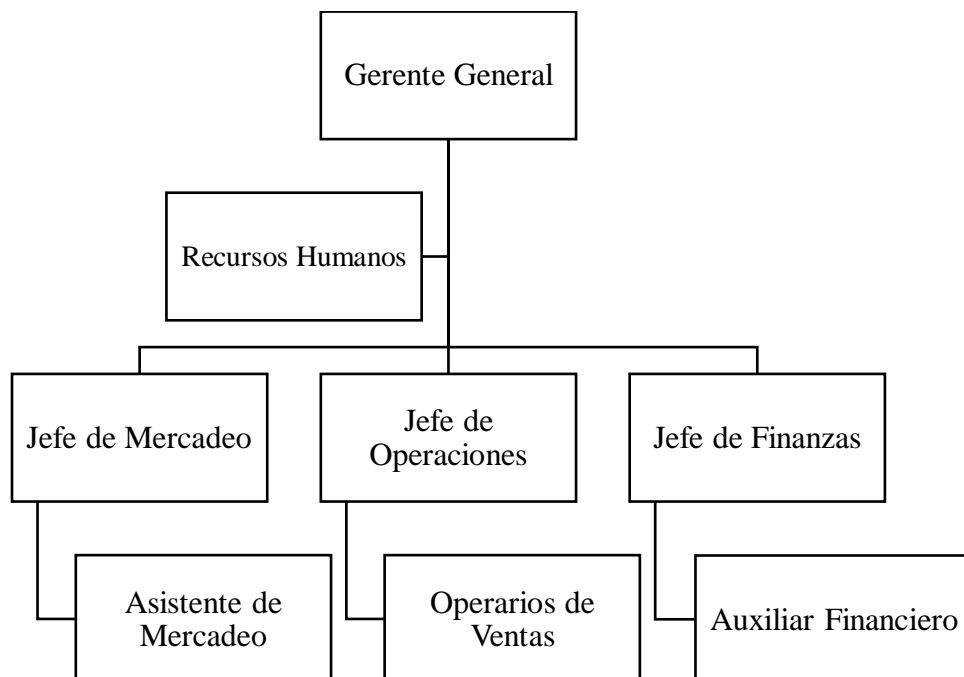 Gerente General
Recursos Humanos
Jefe de Mercadeo
Jefe de
Operaciones
Jefe de Finanzas
Asistente de
Mercadeo
Operarios de
Ventas
Auxiliar Financiero